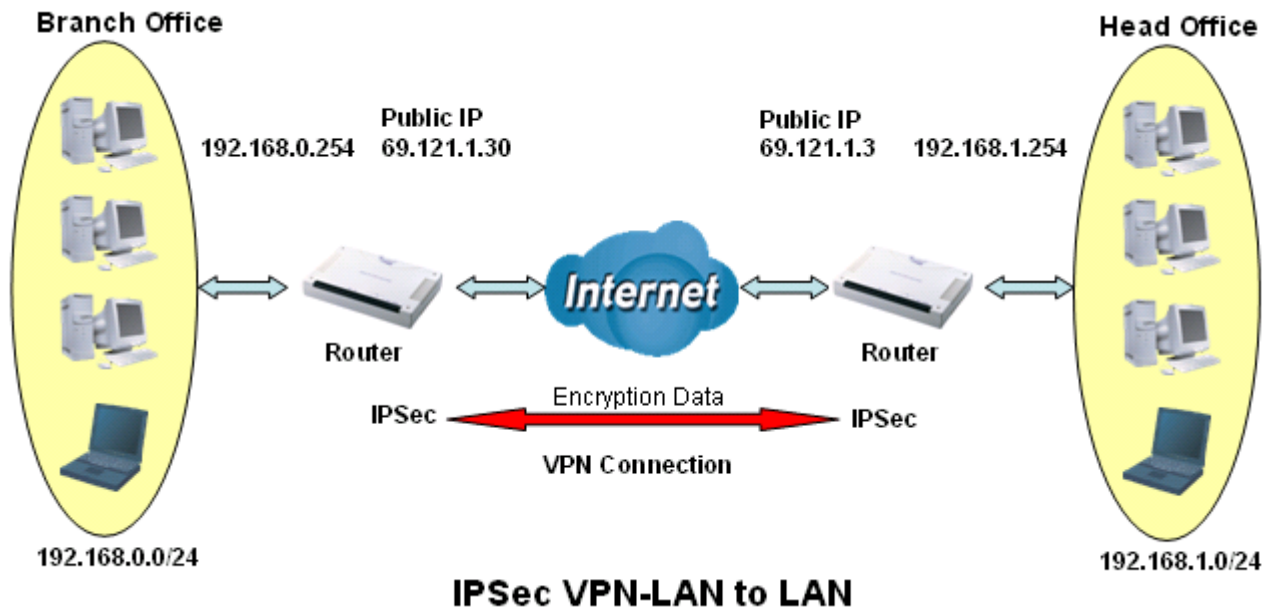 Branch Office
Head Office
Public IP
Public IP
192.168.0.254
69.121.1.30
69.121.1.3
192.168.1.254
Internet
Router
Router
Encryption Data
IPSec
IPSec
VPN Connection
192.168.0.0/24
192.168.1.0/24
IPSec VPN-LAN to LAN